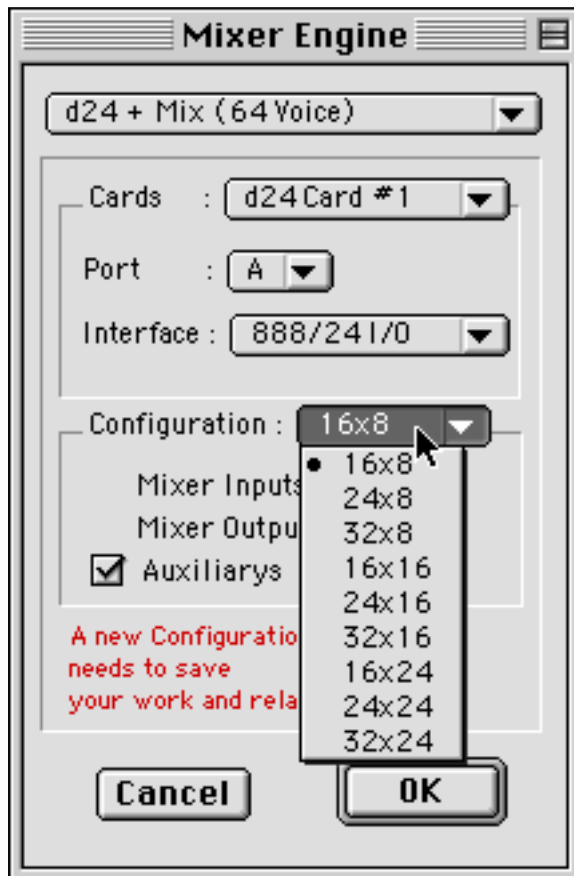 Mixer Engine
d24 + Mix (64 Voice)
Cards : d24 Card #1
Port : A
Interface : 888/24 I/O
Configuration : 16x8
16x8
Mixer Inputs
24x8
Mixer Outpu
32x8
Auxiliarys
16x16
24x16
A new Configuratio
32x16
needs to save
16x24
your work and rela
24x24
32x24
Cancel
OK